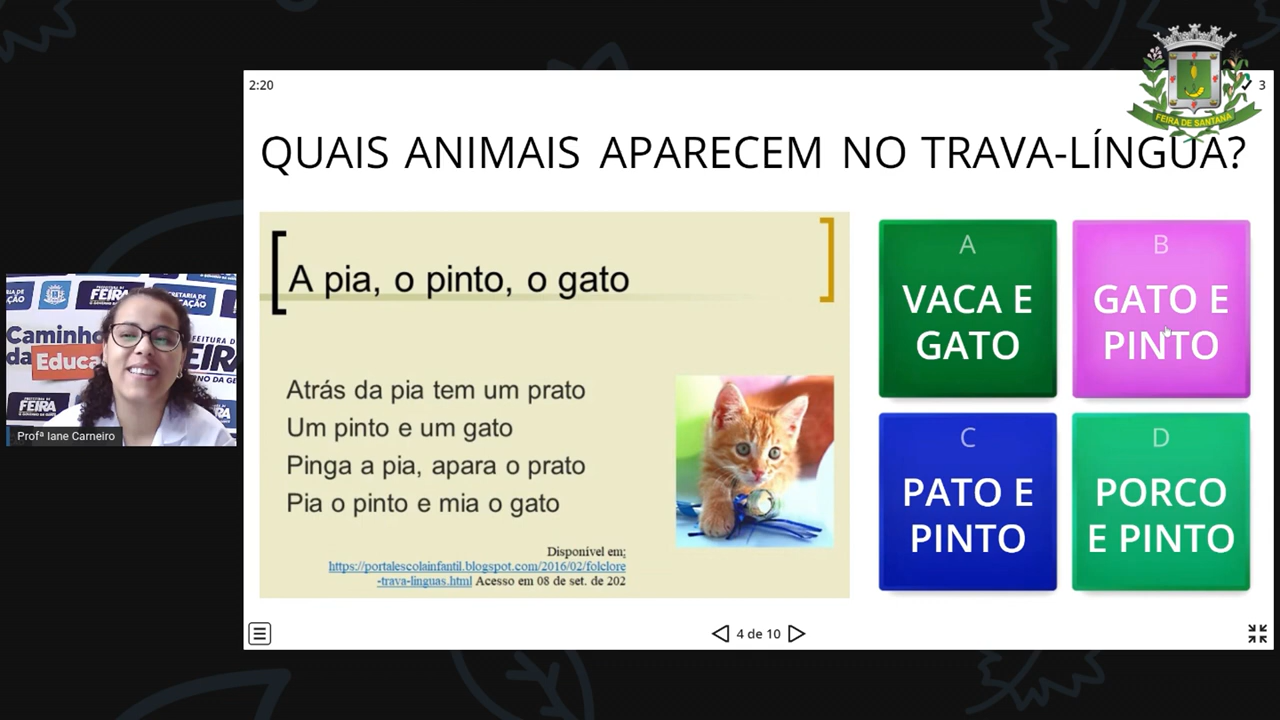 2:20
3
FEIRA DE SANTANA
QUAIS ANIMAIS APARECEM NO TRAVA-LÍNGUA?
A pia, o pinto, o gato
Atrás da pia tem um prato
Um pinto e um gato
Pinga a pia, apara o prato
Pia o pinto e mia o gato
Disponível em:
https://portalescolainfantil.blogspot.com/2016/02/folclore
-trava-linguas.html Acesso em 08 de set. de 202
A
VACA E
GATO
B
GATO E
PINTO
C
PATO E
PINTO
D
PORCO
E PINTO
4 de 10
FEIRA
Caminho
da Educa
FEIRA
FEIRA
Profª Iane Carneiro